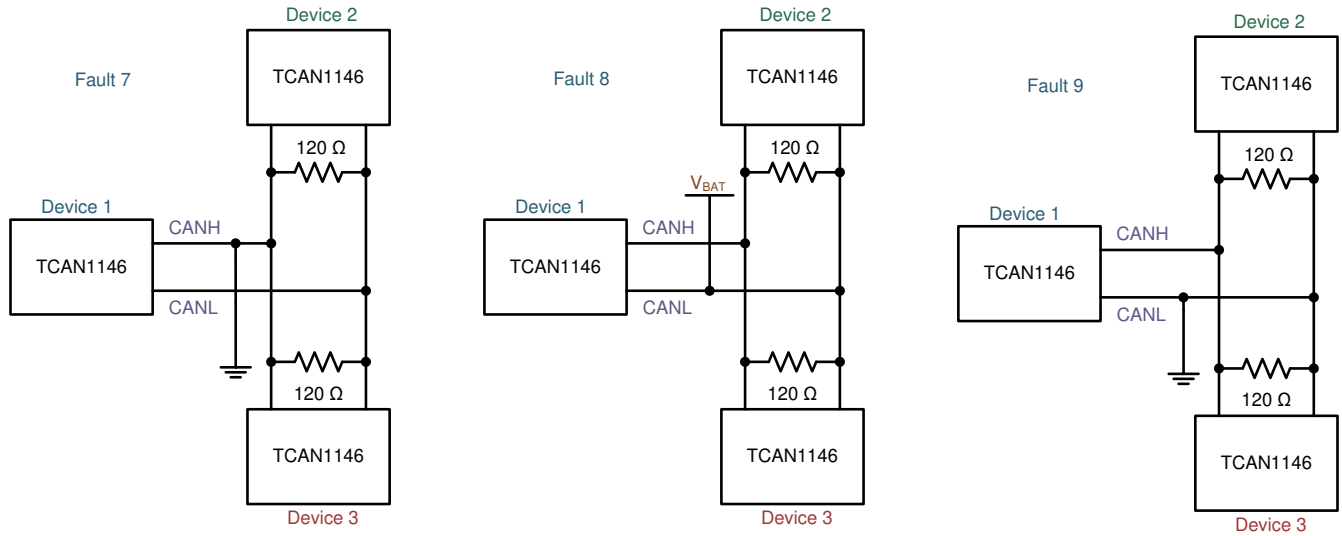 Device 2
TCAN1146
Fault 7
120 Ω
Device 1
CANH
TCAN1146
CANL
120 Ω
TCAN1146
Device 3
Device 2
TCAN1146
Fault 8
120 Ω
VBAT
Device 1
CANH
TCAN1146
CANL
120 Ω
TCAN1146
Device 3
Device 2
TCAN1146
Fault 9
120 Ω
Device 1
CANH
TCAN1146
CANL
120 Ω
TCAN1146
Device 3